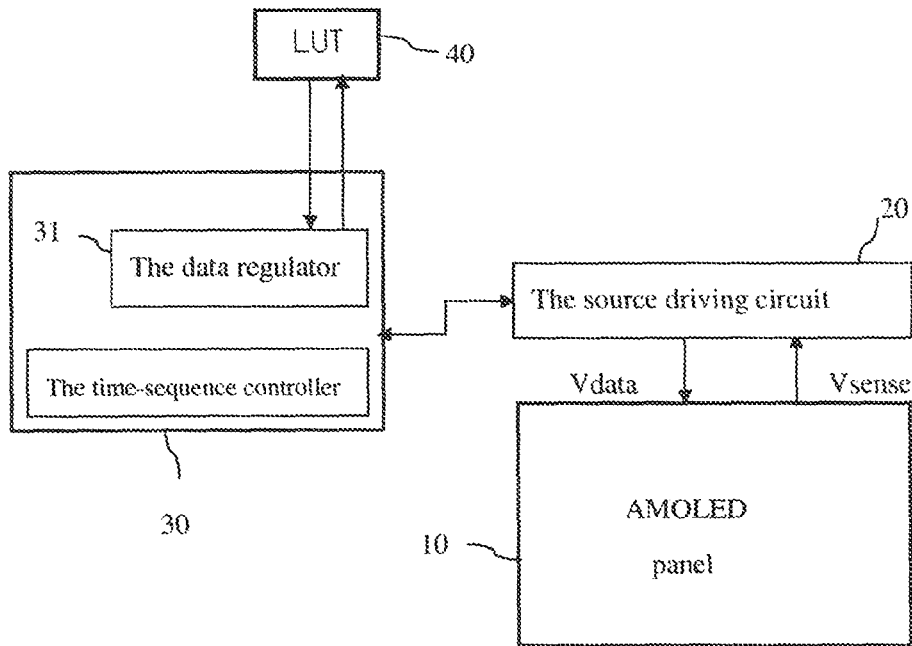 LUT
40
31
The data regulator
20
The source driving circuit
The time-sequence controller
Vdata
Vsense
30
10
AMOLED
panel